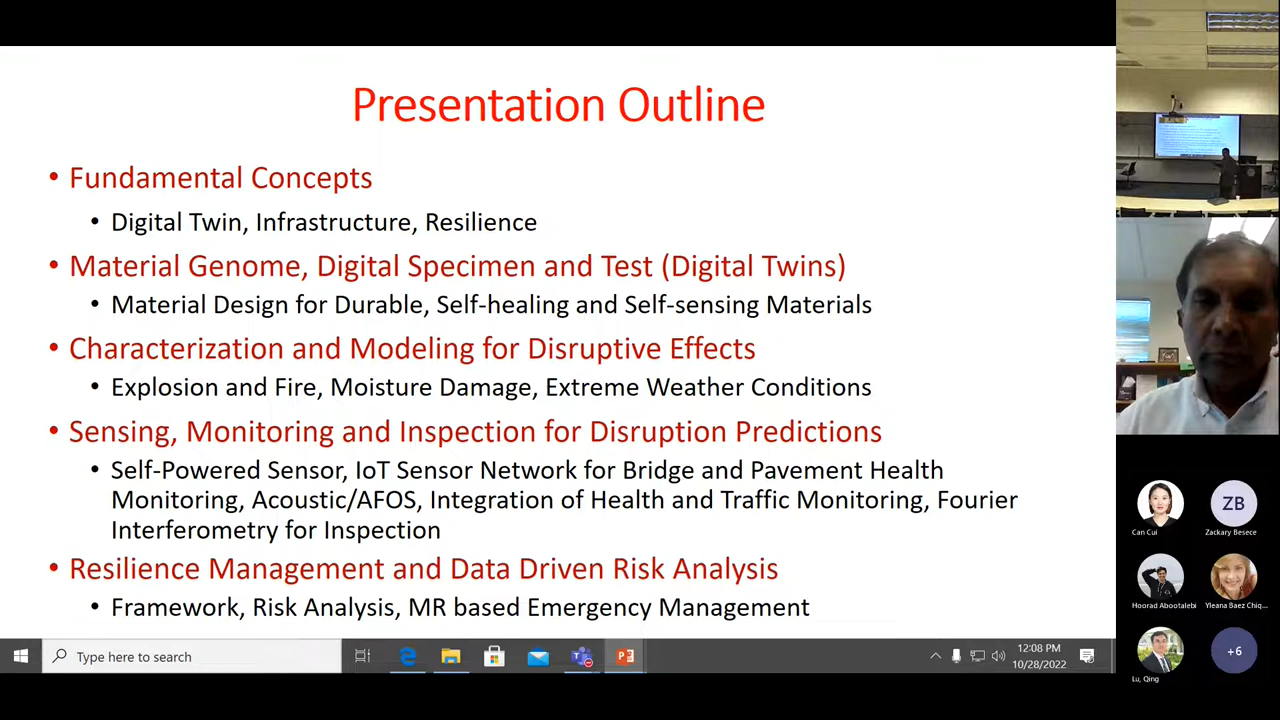 Presentation Outline
• Fundamental Concepts
• Digital Twin, Infrastructure, Resilience
• Material Genome, Digital Specimen and Test (Digital Twins)
• Material Design for Durable, Self-healing and Self-sensing Materials
• Characterization and Modeling for Disruptive Effects
• Explosion and Fire, Moisture Damage, Extreme Weather Conditions
• Sensing, Monitoring and Inspection for Disruption Predictions
• Self-Powered Sensor, IoT Sensor Network for Bridge and Pavement Health
Monitoring, Acoustic/AFOS, Integration of Health and Traffic Monitoring, Fourier
Interferometry for Inspection
• Resilience Management and Data Driven Risk Analysis
• Framework, Risk Analysis, MR based Emergency Management
Type here to search
12:08 PM
10/28/2022
Can Cui
ZB
Zackary Besece
Hoorad Abootalebi
Yleana Baez Chiq...
Lu, Qing
+6